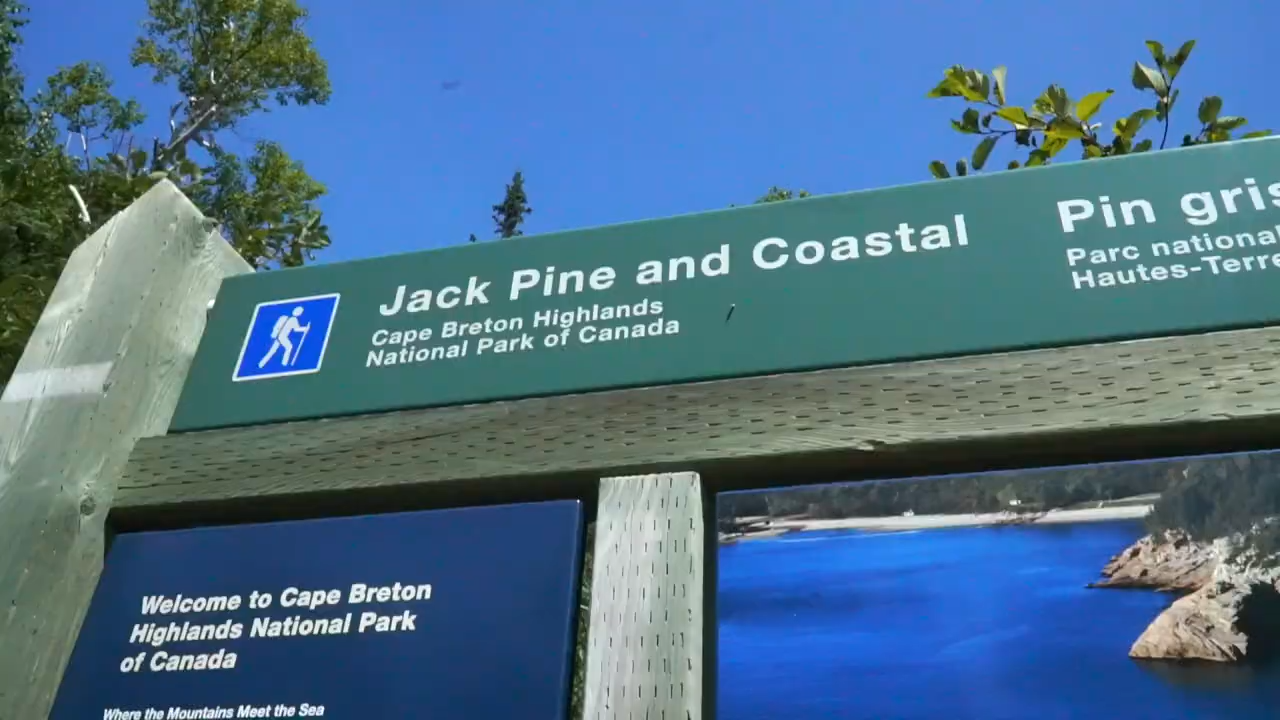 Jack Pine and Coastal
Cape Breton Highlands
National Park of Canada
Pin gris
Parc national
Hautes-Terre
Welcome to Cape Breton
Highlands National Park
of Canada
Where the Mountains Meet the Sea